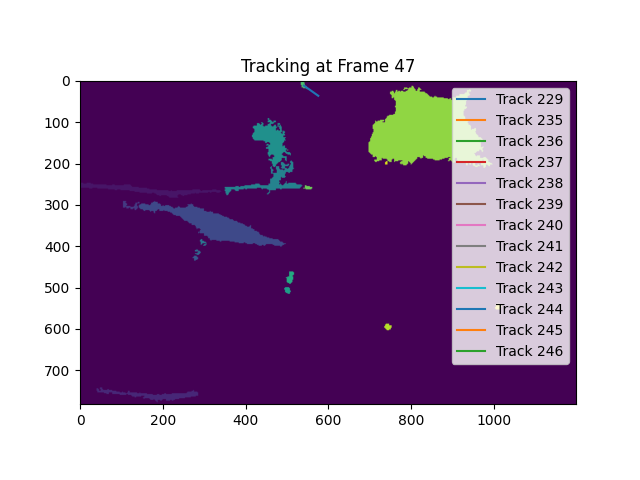 Tracking at Frame 47
0
100
200
300
400
500
600
700
0
200
400
600
800
1000
Track 229
Track 235
Track 236
Track 237
Track 238
Track 239
Track 240
Track 241
Track 242
Track 243
Track 244
Track 245
Track 246